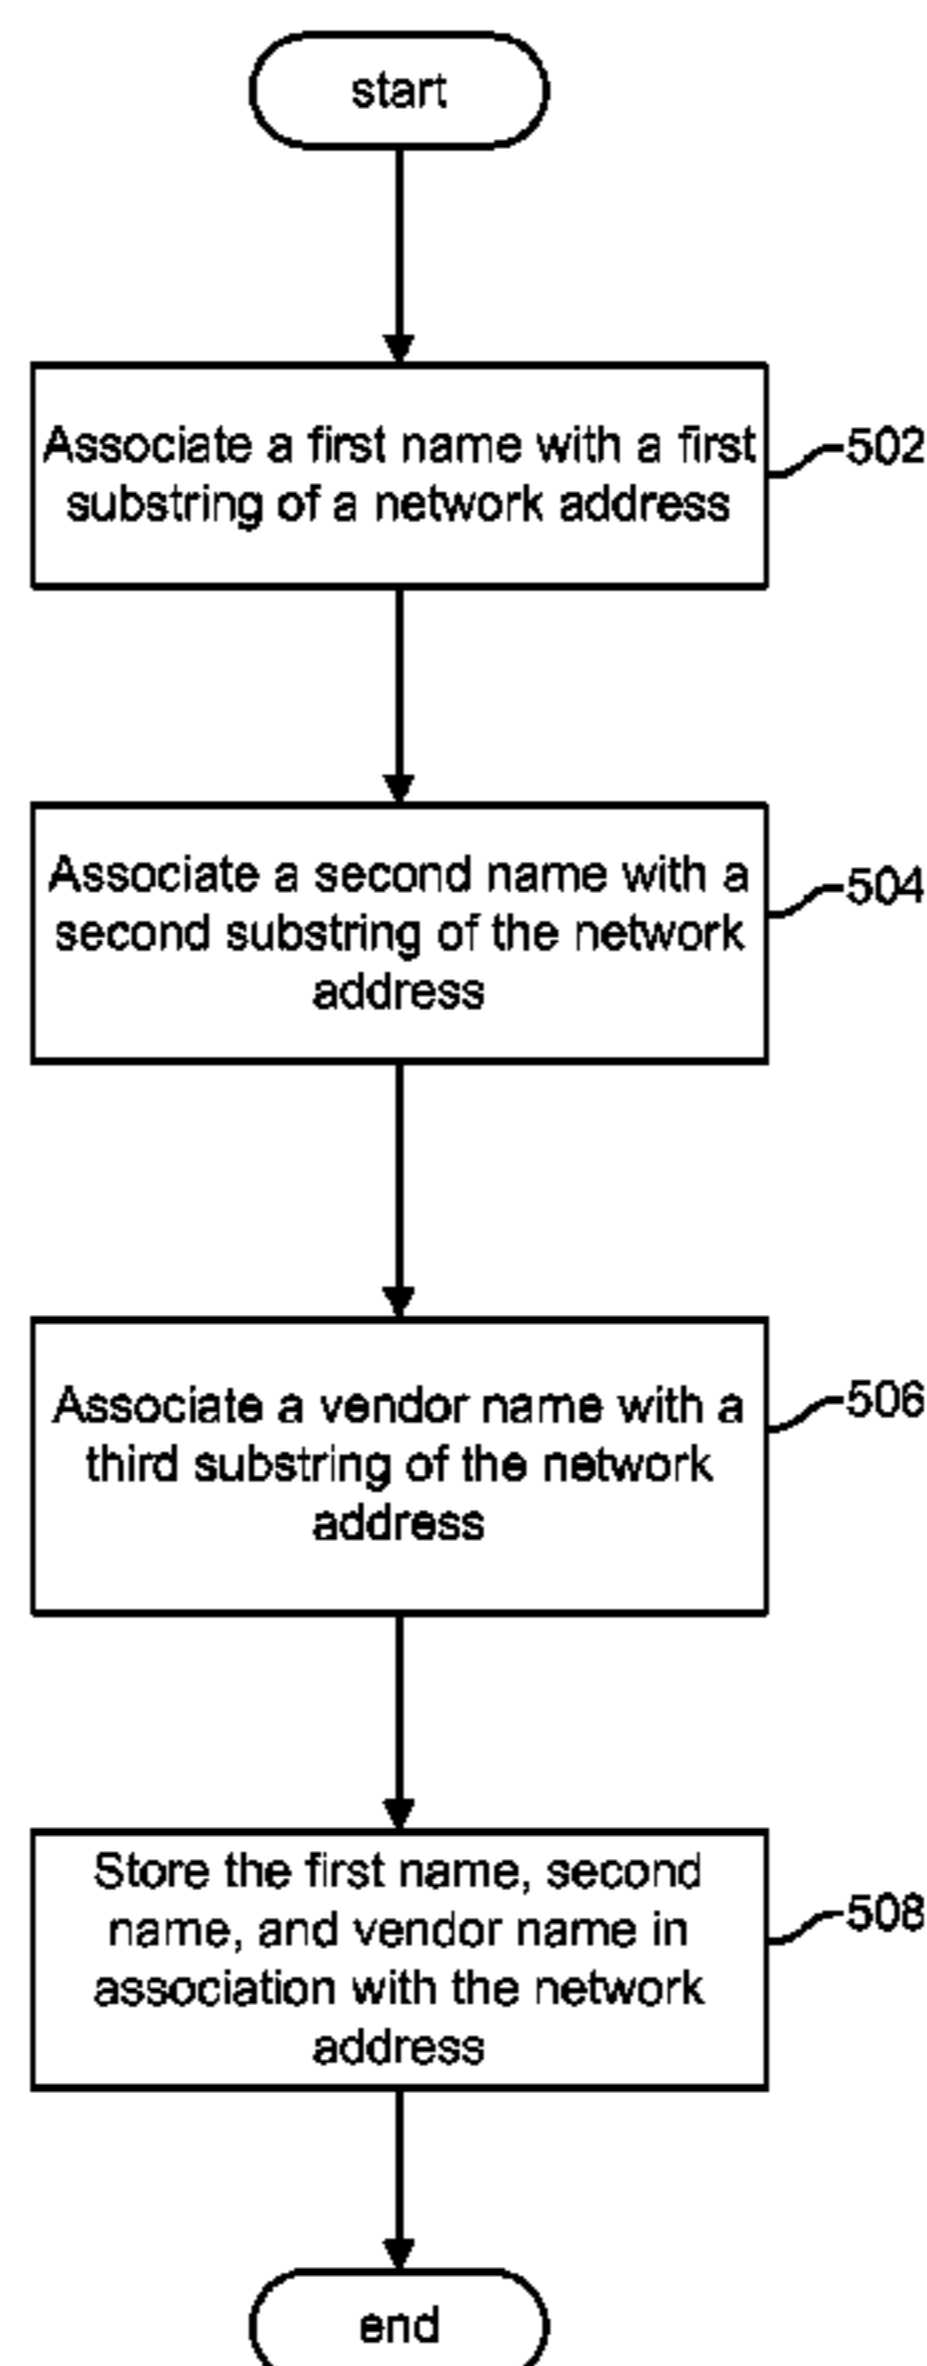 start
Associate a first name with a first
substring of a network address
502
Associate a second name with a
second substring of the network
address
504
Associate a vendor name with a
third substring of the network
address
506
Store the first name, second
name, and vendor name in
association with the network
address
508
end